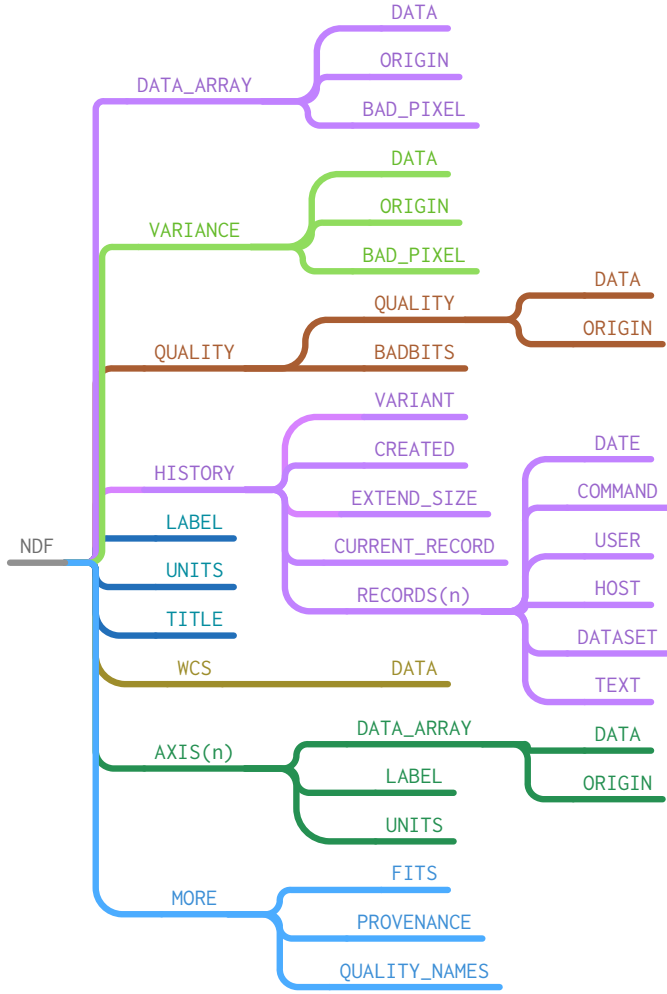 NDF
DATA_ARRAY
DATA
ORIGIN
BAD_PIXEL
VARIANCE
DATA
ORIGIN
BAD_PIXEL
QUALITY
QUALITY
DATA
ORIGIN
BADBITS
HISTORY
VARIANT
CREATED
EXTEND_SIZE
CURRENT_RECORD
RECORDS(n)
DATE
COMMAND
USER
HOST
DATASET
TEXT
LABEL
UNITS
TITLE
WCS
DATA
AXIS(n)
DATA_ARRAY
DATA
ORIGIN
LABEL
UNITS
MORE
FITS
PROVENANCE
QUALITY_NAMES